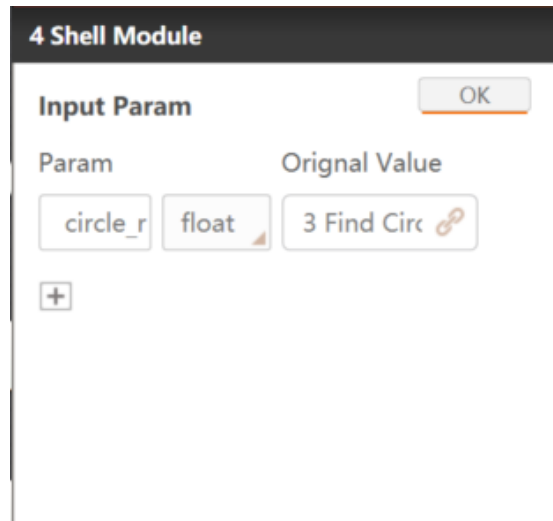 4 Shell Module
Input Param
OK
Param Orignal Value
circle_r float 3 Find Circ